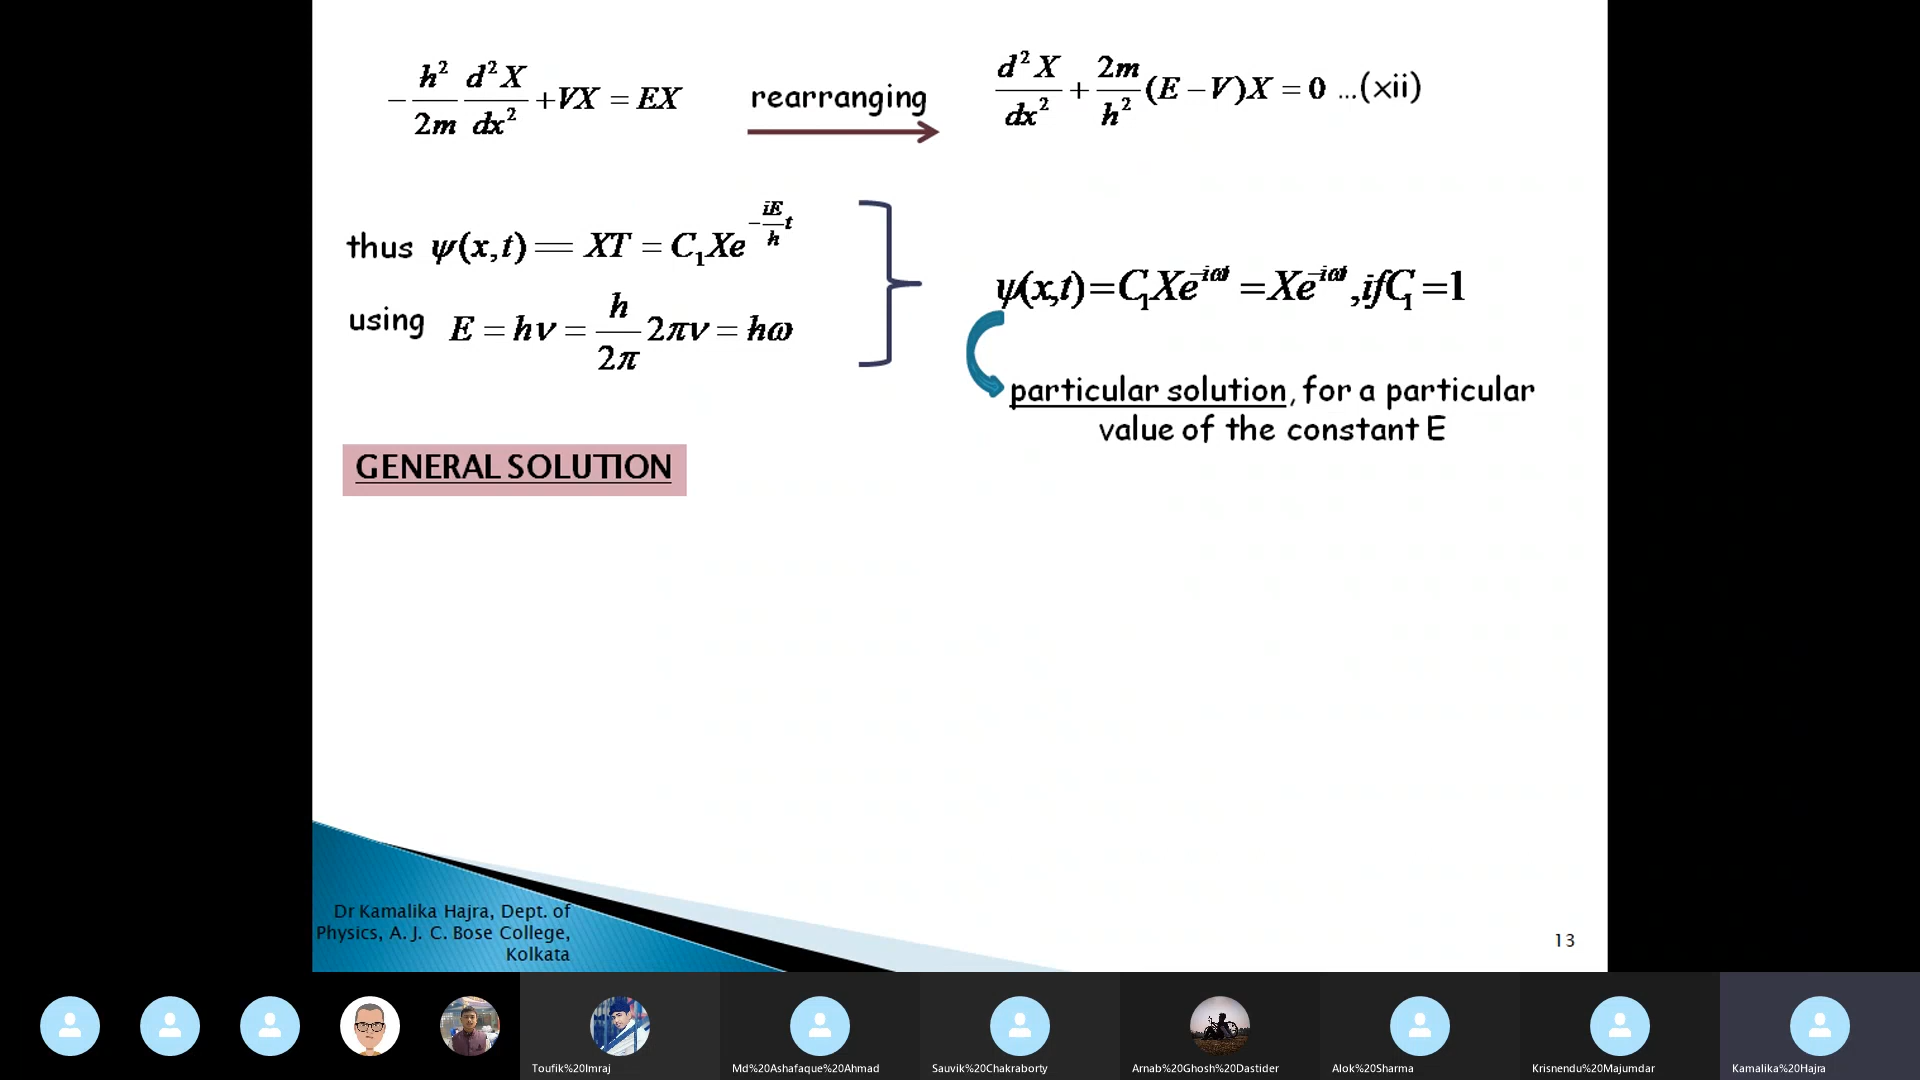 -h²/2m d²X/dx² + VX = EX
rearranging
d²X/dx² + 2m/h² (E - V)X = 0 ...(xii)
thus ψ(x,t) = XT = C₁Xe^(-iE/h t)
using E = hν = h/2π 2πν = hω
ψ(x,t)=C₁Xe^(-iωt) =Xe^(-iωt) ,ifC₁ =1
particular solution, for a particular
value of the constant E
GENERAL SOLUTION
Dr Kamalika Hajra, Dept. of
Physics, A. J. C. Bose College,
Kolkata
13
Toufik%20Imraj
Md%20Ashafaque%20Ahmad
Sauvik%20Chakraborty
Arnab%20Ghosh%20Dastider
Alok%20Sharma
Krisnendu%20Majumdar
Kamalika%20Hajra